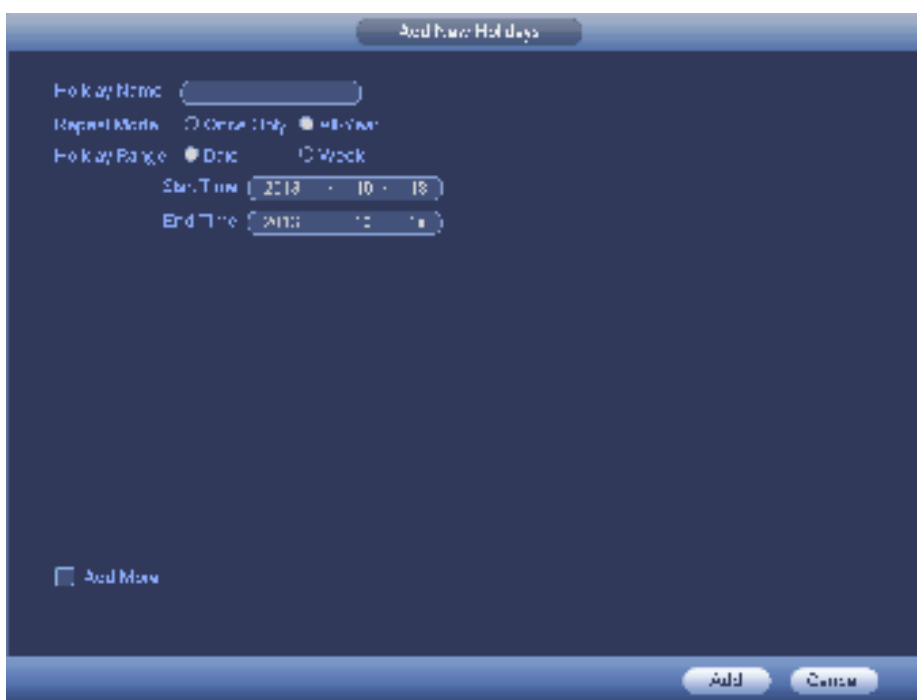 Add New Holidays
Holiday Name
Repeat Mode Once Only All-Year
Holiday Range Date Week
Start Time 2013 - 10 - 18
End Time
Add More
Add Cancel